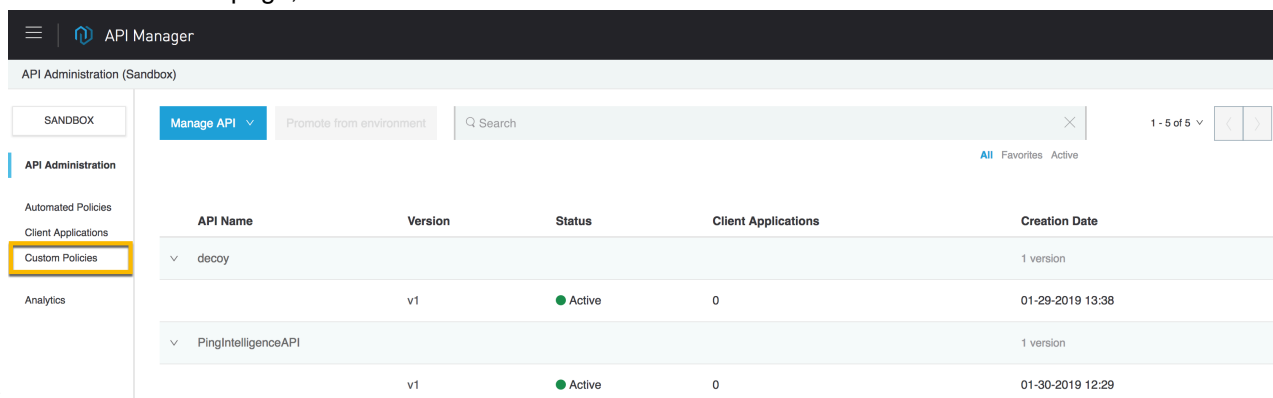 API Manager
API Administration (Sandbox)
SANDBOX
Manage API
Promote from environment
Search
1 - 5 of 5
All Favorites Active
API Administration
Automated Policies
Client Applications
Custom Policies
Analytics
API Name Version Status Client Applications Creation Date
decoy 1 version
v1 Active 0 01-29-2019 13:38
PingIntelligenceAPI 1 version
v1 Active 0 01-30-2019 12:29